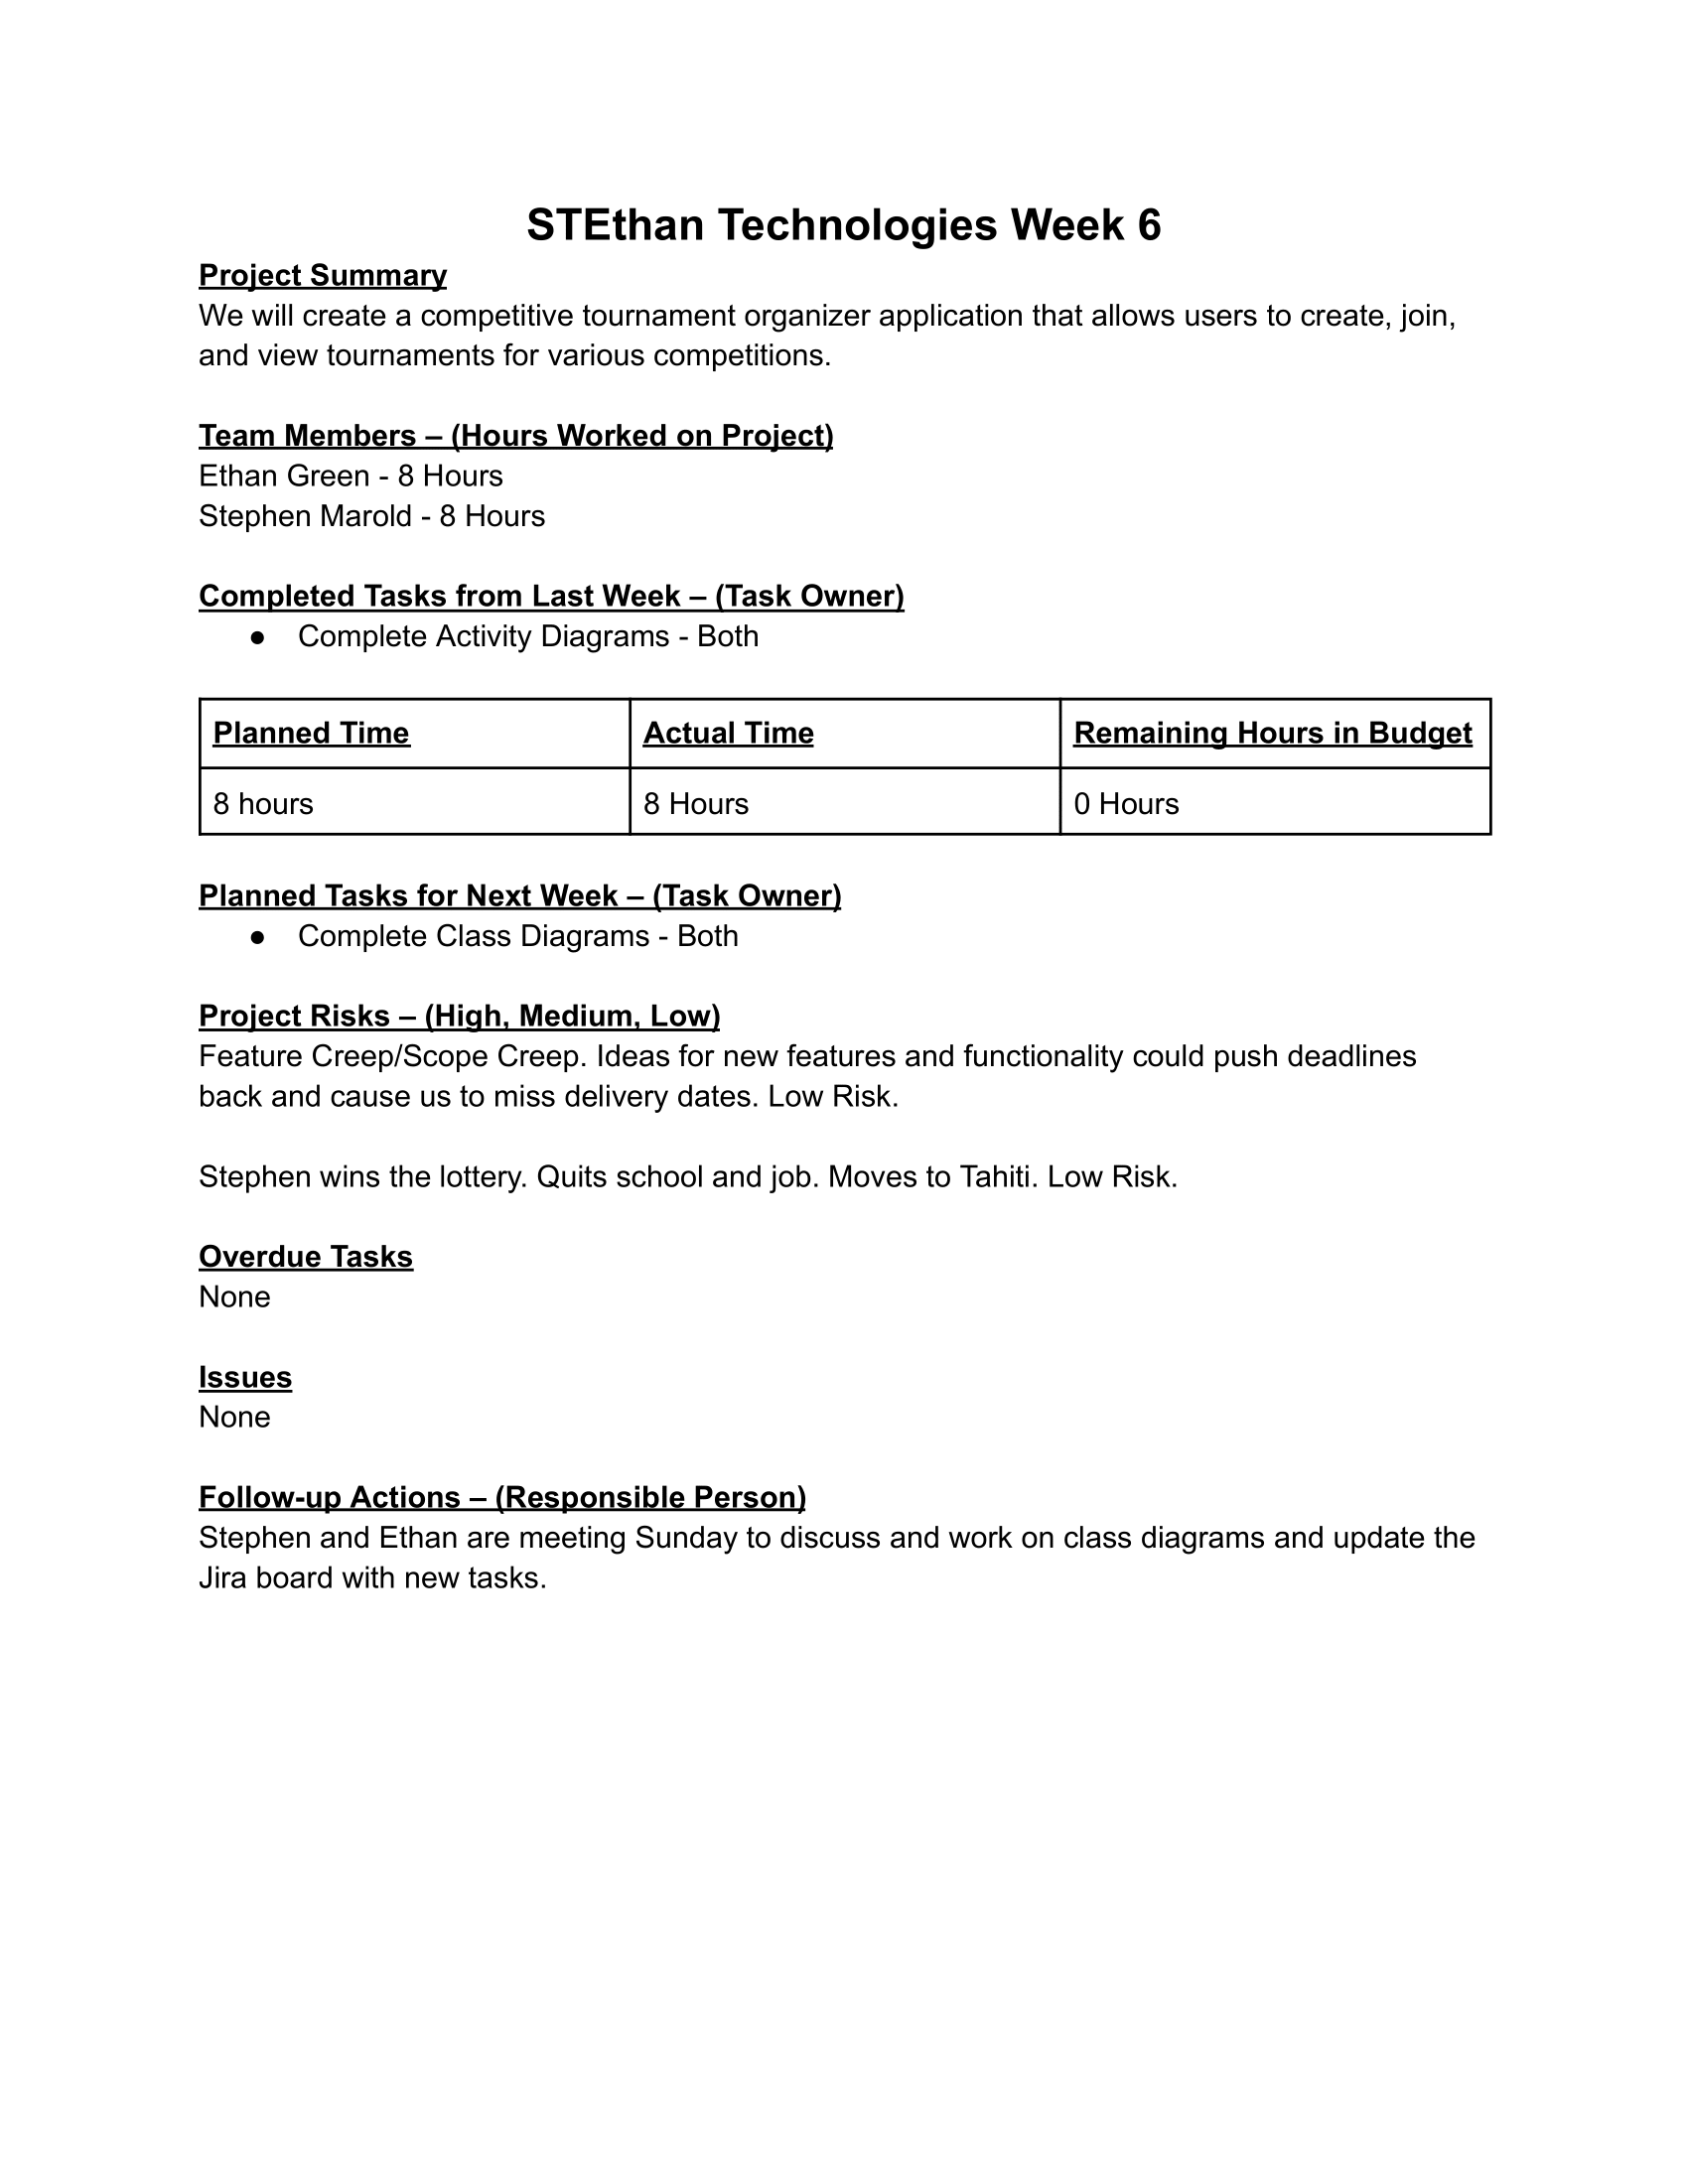 STEthan Technologies Week 6
Project Summary
We will create a competitive tournament organizer application that allows users to create, join,
and view tournaments for various competitions.
Team Members – (Hours Worked on Project)
Ethan Green - 8 Hours
Stephen Marold - 8 Hours
Completed Tasks from Last Week – (Task Owner)
● Complete Activity Diagrams - Both
Planned Time Actual Time Remaining Hours in Budget
8 hours 8 Hours 0 Hours
Planned Tasks for Next Week – (Task Owner)
● Complete Class Diagrams - Both
Project Risks – (High, Medium, Low)
Feature Creep/Scope Creep. Ideas for new features and functionality could push deadlines
back and cause us to miss delivery dates. Low Risk.
Stephen wins the lottery. Quits school and job. Moves to Tahiti. Low Risk.
Overdue Tasks
None
Issues
None
Follow-up Actions – (Responsible Person)
Stephen and Ethan are meeting Sunday to discuss and work on class diagrams and update the
Jira board with new tasks.